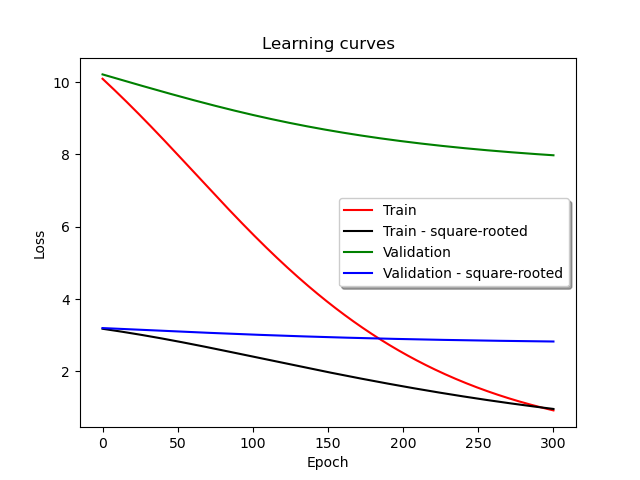 Learning curves
Loss
10
8
6
4
2
Train
Train - square-rooted
Validation
Validation - square-rooted
0 50 100 150 200 250 300
Epoch